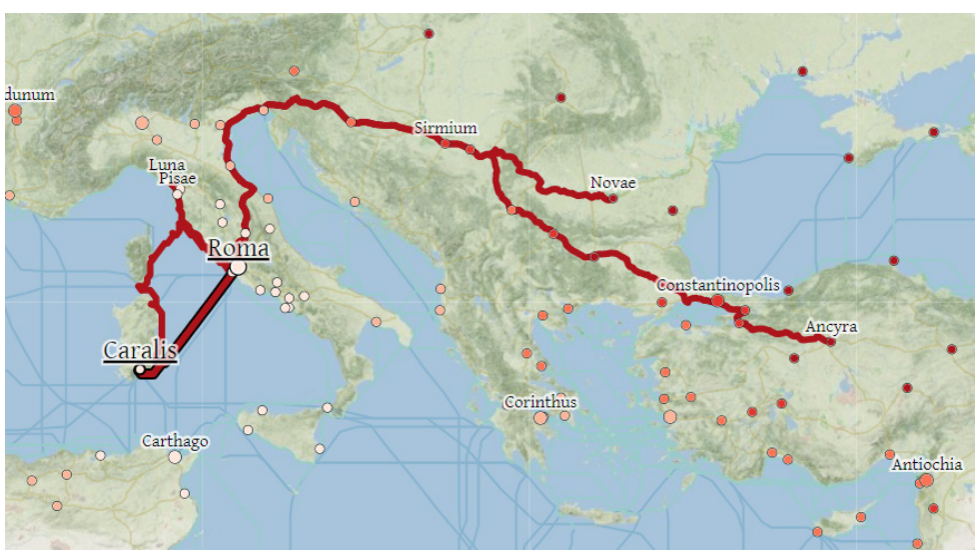 dunum
Sirmium
Luna
Pisae
Novae
Roma
Constantinopolis
Ancyra
Caralis
Corinthus
Carthago
Antiochia